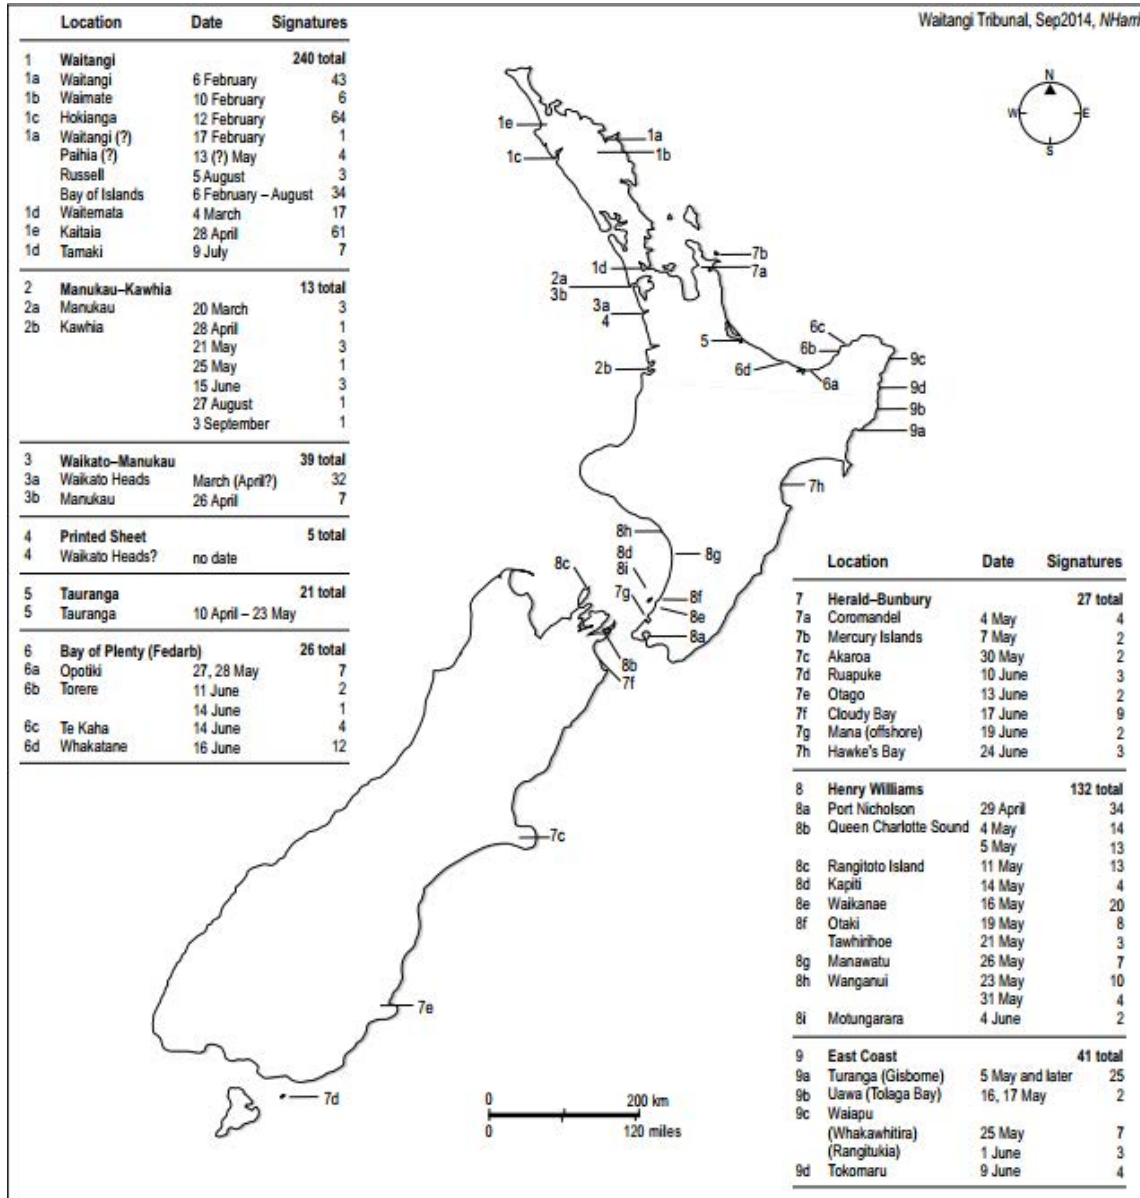 Waitangi Tribunal, Sep2014, NHarri
Location Date Signatures
1 Waitangi 240 total
1a Waitangi 6 February 43
1b Waimate 10 February 6
1c Hokianga 12 February 64
1a Waitangi (?) 17 February 1
Paihia (?) 13 (?) May 4
Russell 5 August 3
Bay of Islands 6 February – August 34
1d Waitemata 4 March 17
1e Kaitaia 28 April 61
1d Tamaki 9 July 7
2 Manukau–Kawhia 13 total
2a Manukau 20 March 3
2b Kawhia 28 April 1
21 May 3
25 May 1
15 June 3
27 August 1
3 September 1
3 Waikato–Manukau 39 total
3a Waikato Heads March (April?) 32
3b Manukau 26 April 7
4 Printed Sheet 5 total
4 Waikato Heads? no date
5 Tauranga 21 total
5 Tauranga 10 April – 23 May
6 Bay of Plenty (Fedarb) 26 total
6a Opotiki 27, 28 May 7
6b Torere 11 June 2
14 June 1
6c Te Kaha 14 June 4
6d Whakatane 16 June 12
N
W E
S
1e
1a
1c
1b
7b
1d
7a
2a
3b
3a
4
6c
5
6b
9c
2b
6d
6a
9d
9b
9a
7h
8h
8c
8d
8g
8i
7g
8f
8e
8a
8b
7f
7c
7e
7d
0 200 km
0 120 miles
Location Date Signatures
7 Herald–Bunbury 27 total
7a Coromandel 4 May 4
7b Mercury Islands 7 May 2
7c Akaroa 30 May 2
7d Ruapuke 10 June 3
7e Otago 13 June 2
7f Cloudy Bay 17 June 9
7g Mana (offshore) 19 June 2
7h Hawke's Bay 24 June 3
8 Henry Williams 132 total
8a Port Nicholson 29 April 34
8b Queen Charlotte Sound 4 May 14
5 May 13
8c Rangitoto Island 11 May 13
8d Kapiti 14 May 4
8e Waikanae 16 May 20
8f Otaki 19 May 8
Tawhirihoe 21 May 3
8g Manawatu 26 May 7
8h Wanganui 23 May 10
31 May 4
8i Motungarara 4 June 2
9 East Coast 41 total
9a Turanga (Gisborne) 5 May and later 25
9b Uawa (Tolaga Bay) 16, 17 May 2
9c Waiapu
(Whakawhitira) 25 May 7
(Rangitukia) 1 June 3
9d Tokomaru 9 June 4